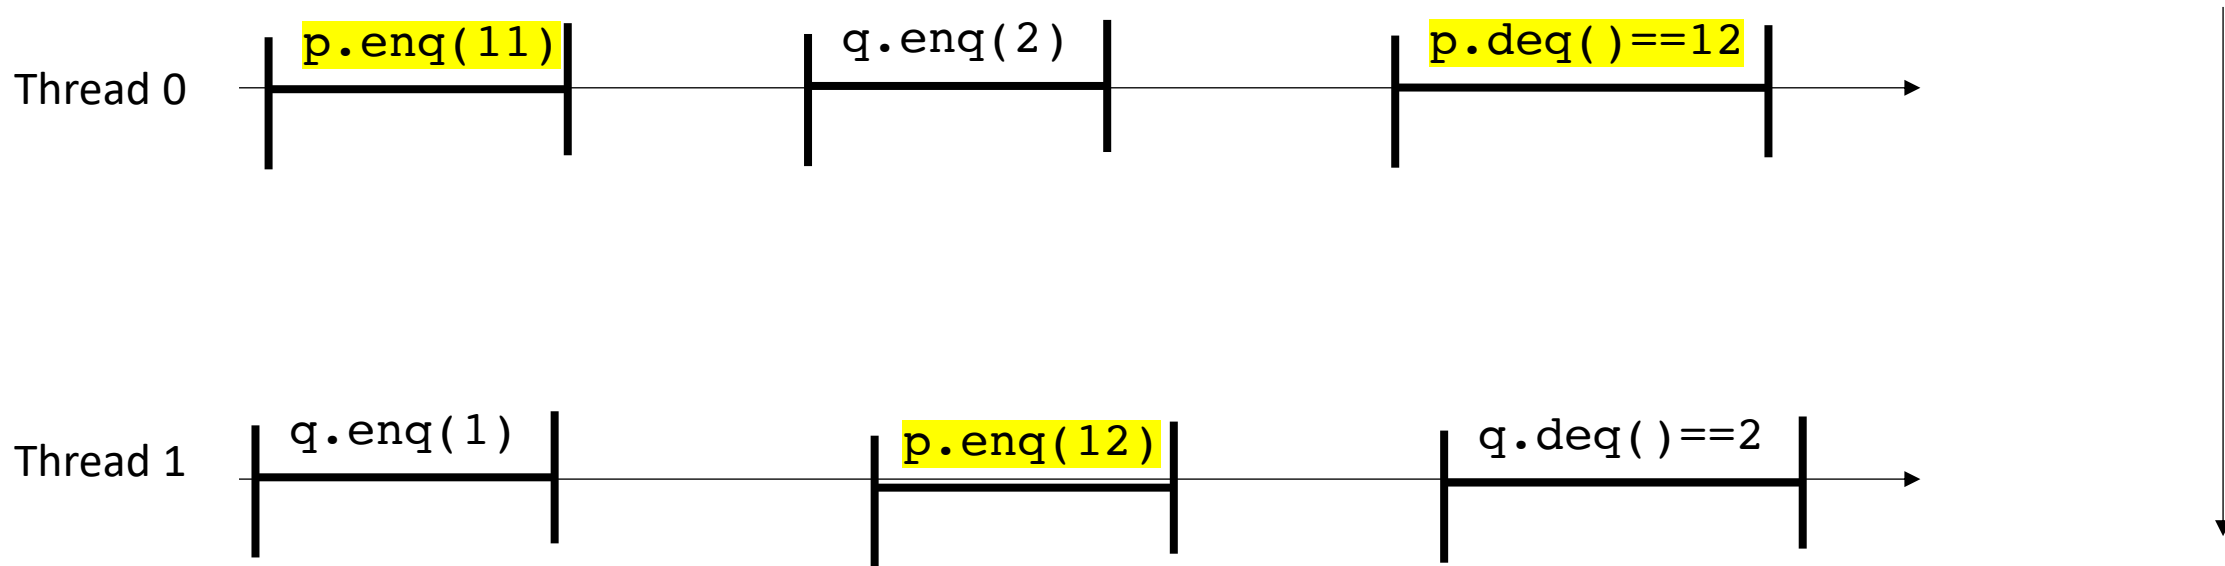 p.enq(11) q.enq(2) p.deq()==12
Thread 0
q.enq(1) p.enq(12) q.deq()==2
Thread 1